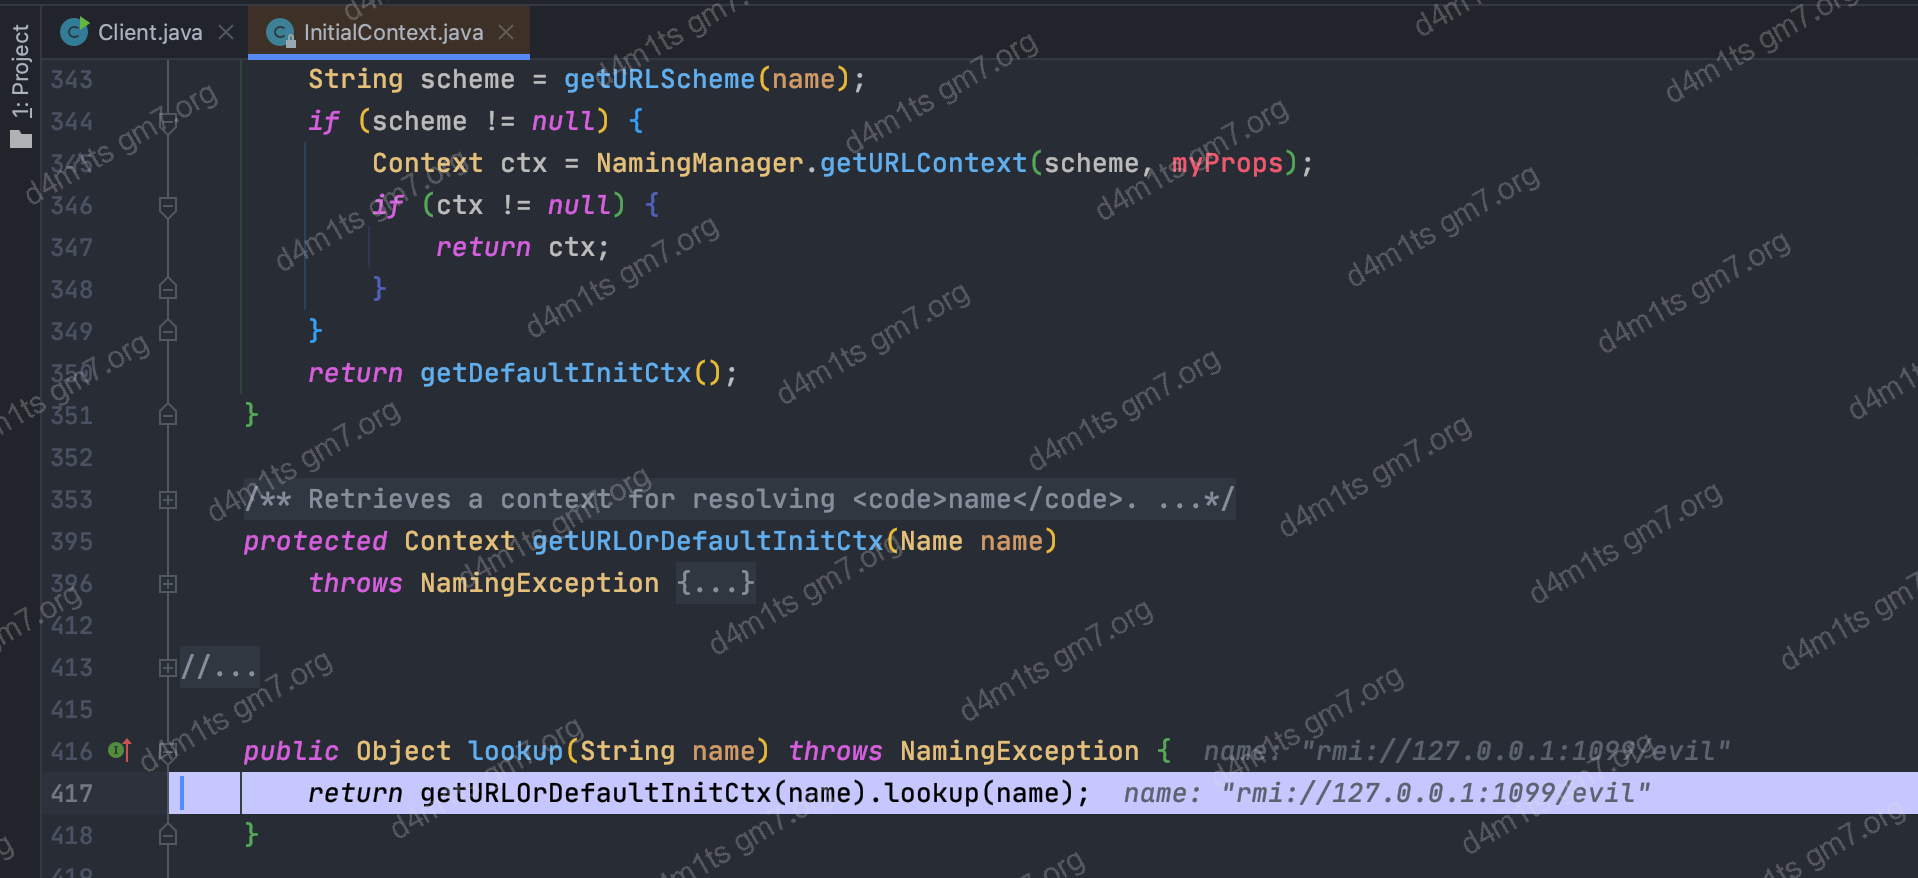 1: Project
Client.java
InitialContext.java
343 String scheme = getURLScheme(name);
344 if (scheme != null) {
345 Context ctx = NamingManager.getURLContext(scheme, myProps);
346 if (ctx != null) {
347 return ctx;
348 }
349 }
350 return getDefaultInitCtx();
351 }
352
353 /** Retrieves a context for resolving <code>name</code>. ...*/
395 protected Context getURLOrDefaultInitCtx(Name name)
396 throws NamingException {...}
412
413 //...
415
416 public Object lookup(String name) throws NamingException { name: "rmi://127.0.0.1:1099/evil"
417 return getURLOrDefaultInitCtx(name).lookup(name); name: "rmi://127.0.0.1:1099/evil"
418 }
419
d4m1ts gm7.org